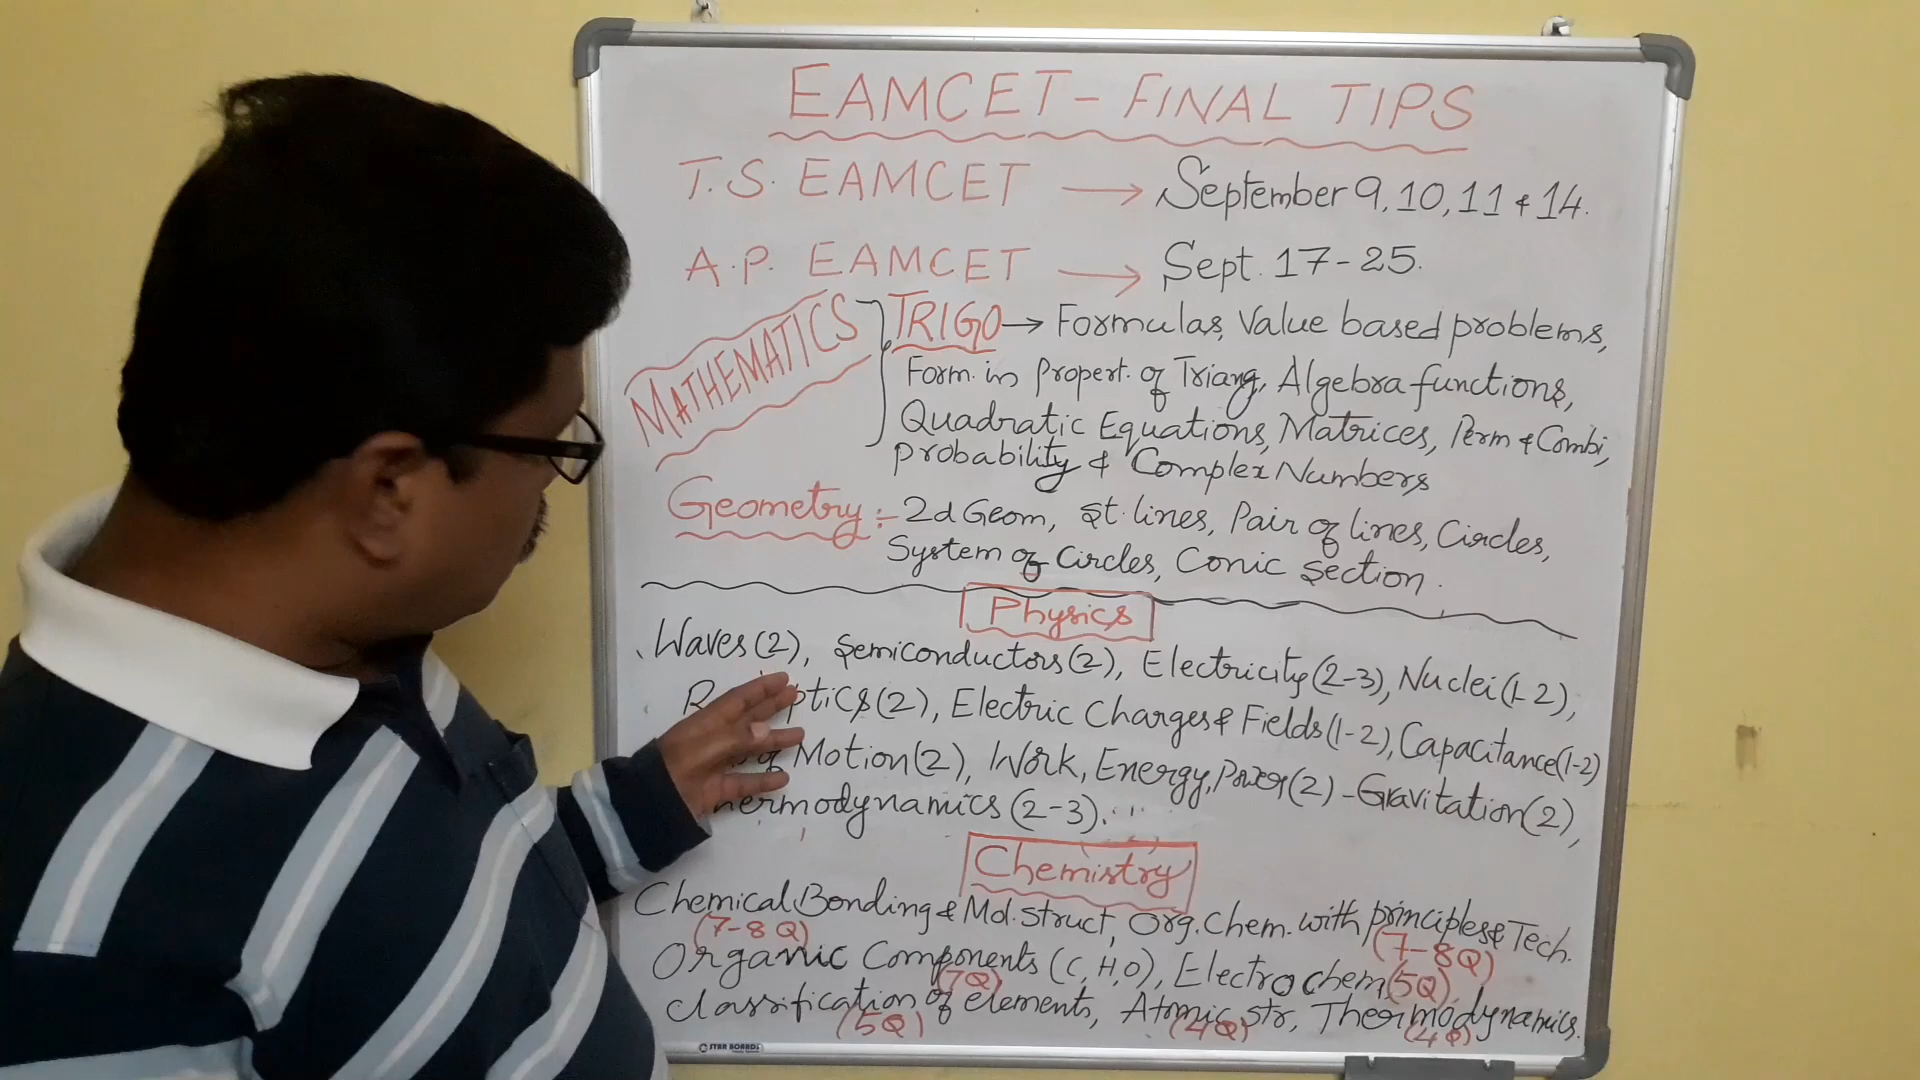 EAMCET - FINAL TIPS
T.S. EAMCET → September 9, 10, 11 & 14.
A.P. EAMCET → Sept. 17-25.
MATHEMATICS
TRIGO → Formulas, Value based problems,
Form. in Propert. of Triang, Algebra functions,
Quadratic Equations, Matrices, Perm & Combi,
Probability & Complex Numbers
Geometry :- 2d Geom, St. lines, Pair of lines, Circles,
System of Circles, Conic Section.
Physics
Waves(2), Semiconductors(2), Electricity(2-3), Nuclei(1-2),
ptics(2), Electric Charges & Fields(1-2), Capacitance(1-2)
of Motion(2), Work, Energy, Power(2) - Gravitation(2),
hermodynamics (2-3)....
Chemistry
Chemical Bonding & Mol. Struct, Org. Chem. with principles & Tech.
(7-8Q) (7-8Q)
Organic Components (C, H, O), Electrochem (5Q),
(7Q)
Classification of elements, Atomic str, Thermodynamics.
(5Q) (4Q) (4Q)
STAR BOARDS